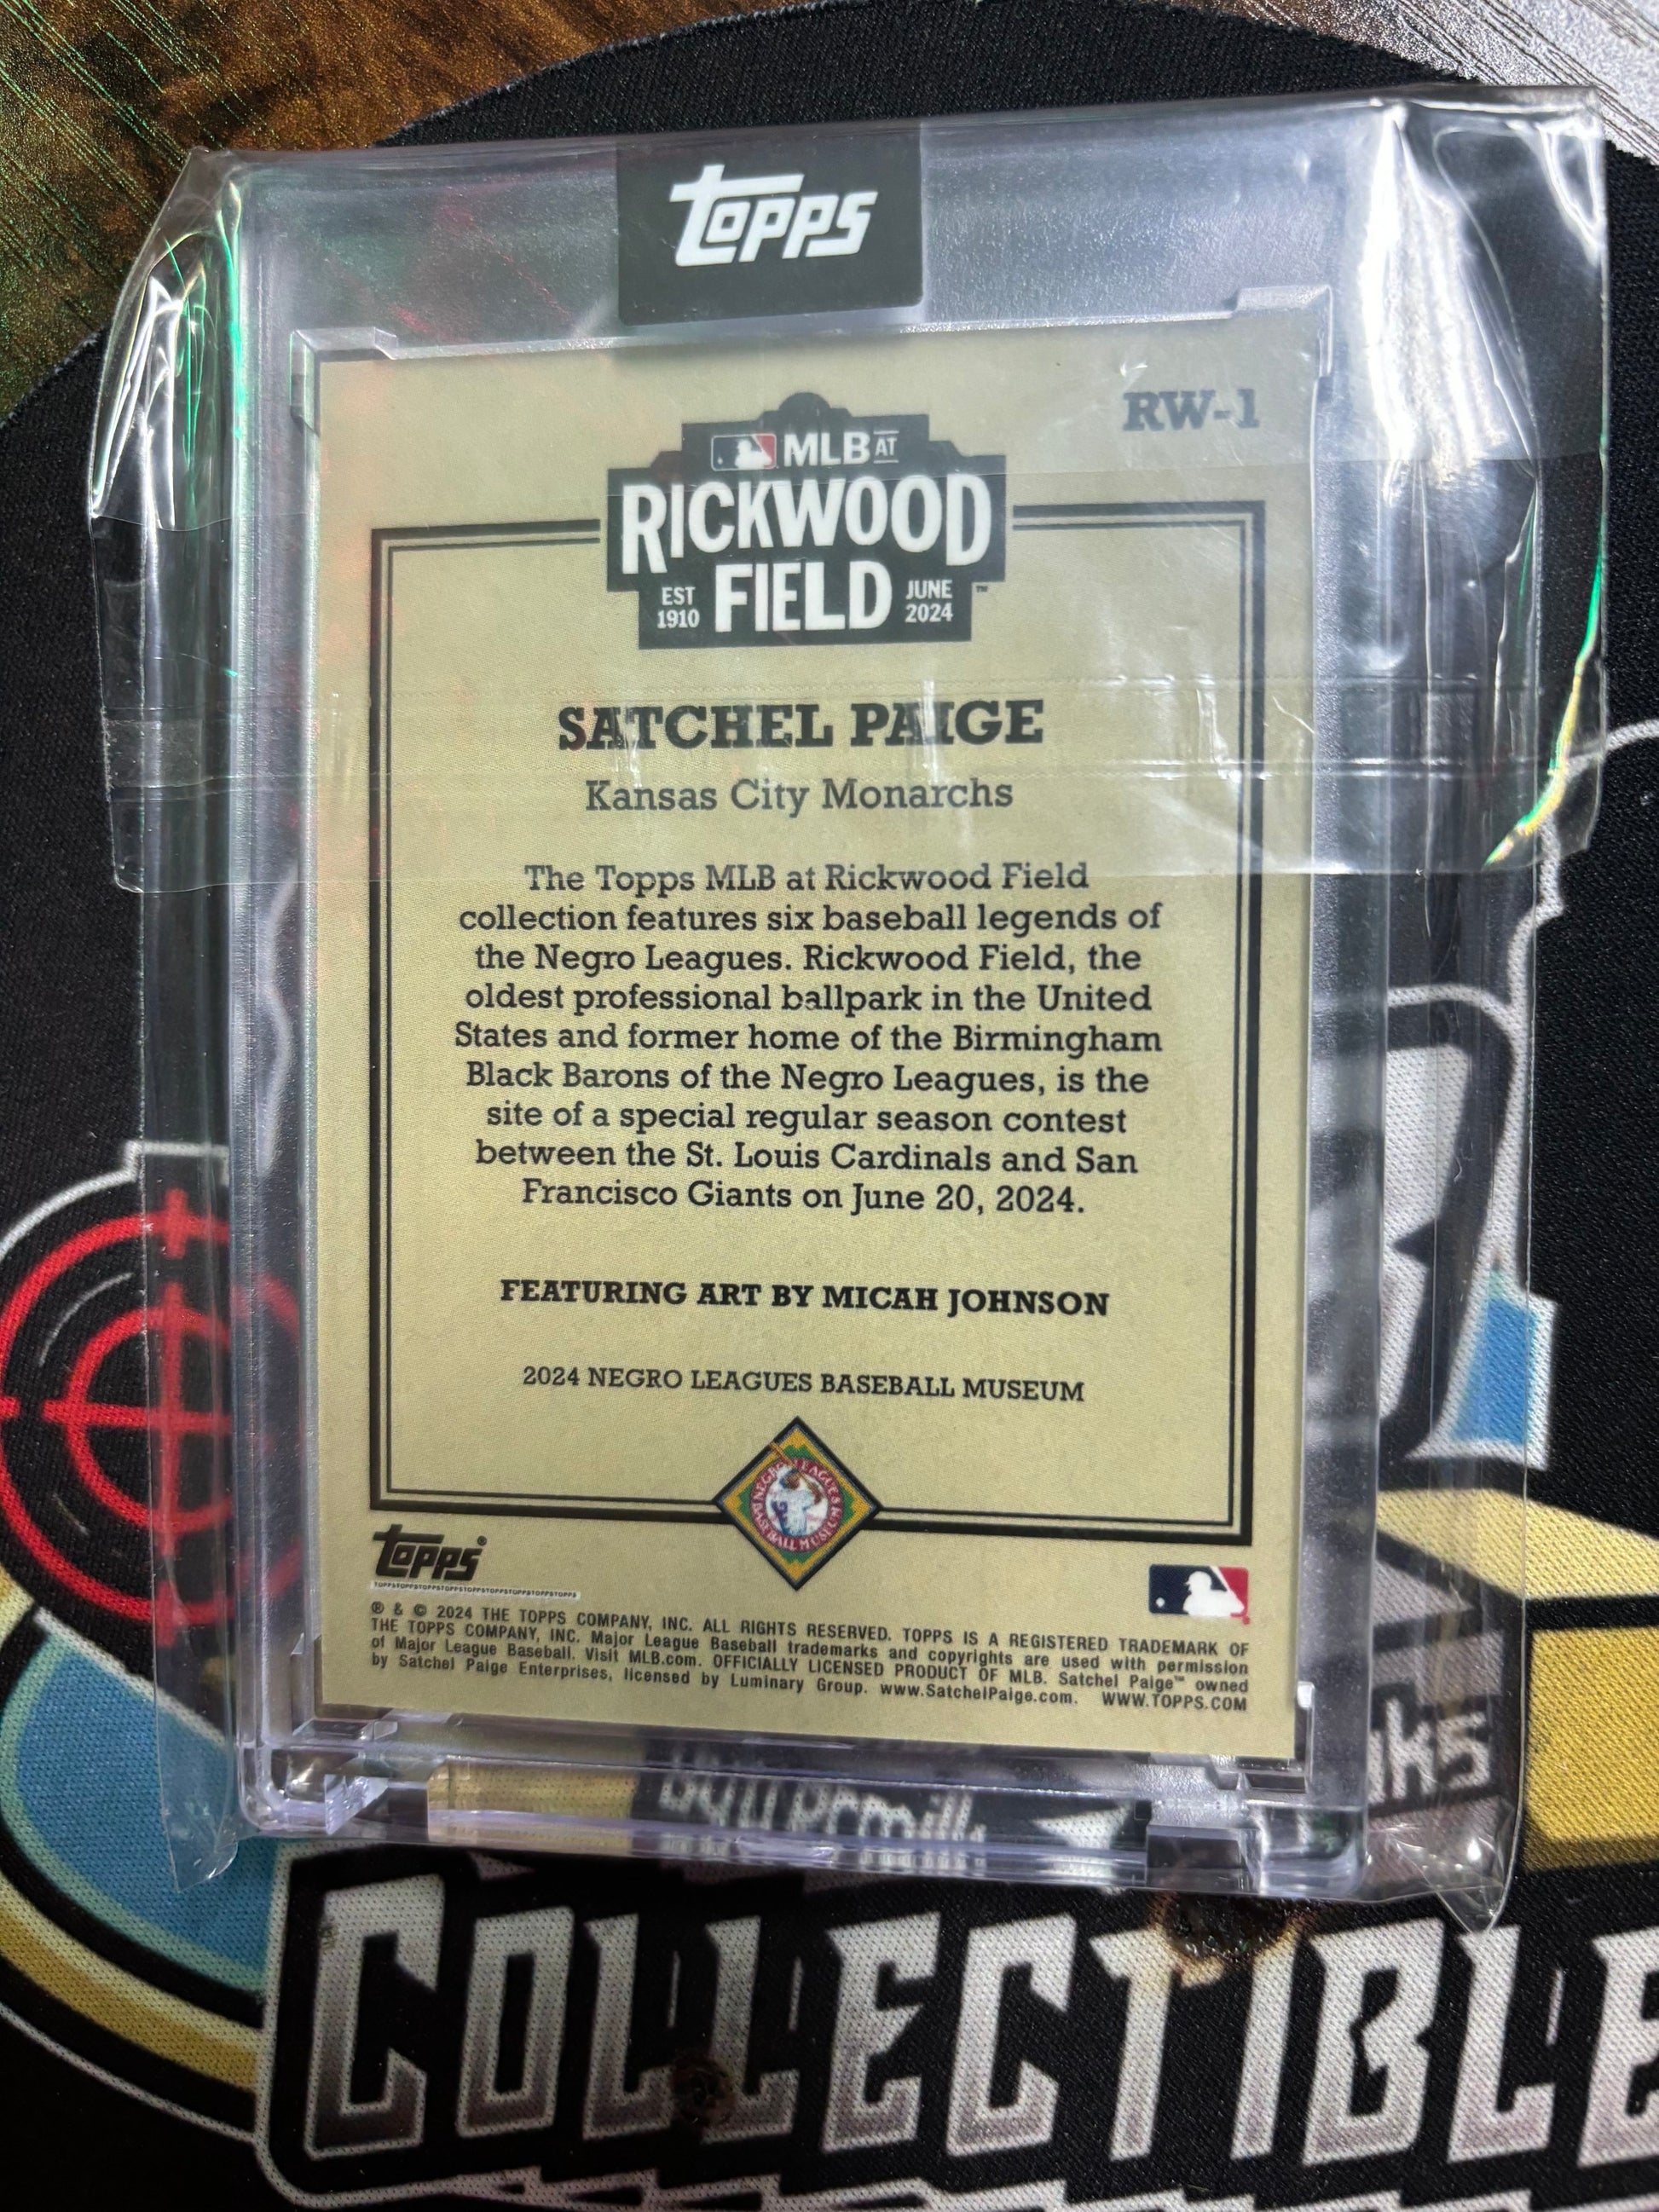 topps
RW-1
MLB AT
RICKWOOD
FIELD
EST
1910
JUNE
2024
™
SATCHEL PAIGE
Kansas City Monarchs
The Topps MLB at Rickwood Field
collection features six baseball legends of
the Negro Leagues. Rickwood Field, the
oldest professional ballpark in the United
States and former home of the Birmingham
Black Barons of the Negro Leagues, is the
site of a special regular season contest
between the St. Louis Cardinals and San
Francisco Giants on June 20, 2024.
FEATURING ART BY MICAH JOHNSON
2024 NEGRO LEAGUES BASEBALL MUSEUM
NEGRO LEAGUES
BASEBALL MUSEUM
topps
TOPPSTOPPSTOPPSTOPPSTOPPSTOPPSTOPPSTOPPS
® & © 2024 THE TOPPS COMPANY, INC. ALL RIGHTS RESERVED. TOPPS IS A REGISTERED TRADEMARK OF
THE TOPPS COMPANY, INC. Major League Baseball trademarks and copyrights are used with permission
of Major League Baseball. Visit MLB.com. OFFICIALLY LICENSED PRODUCT OF MLB. Satchel Paige™ owned
by Satchel Paige Enterprises, licensed by Luminary Group. www.SatchelPaige.com. WWW.TOPPS.COM
COLLECTIBLE